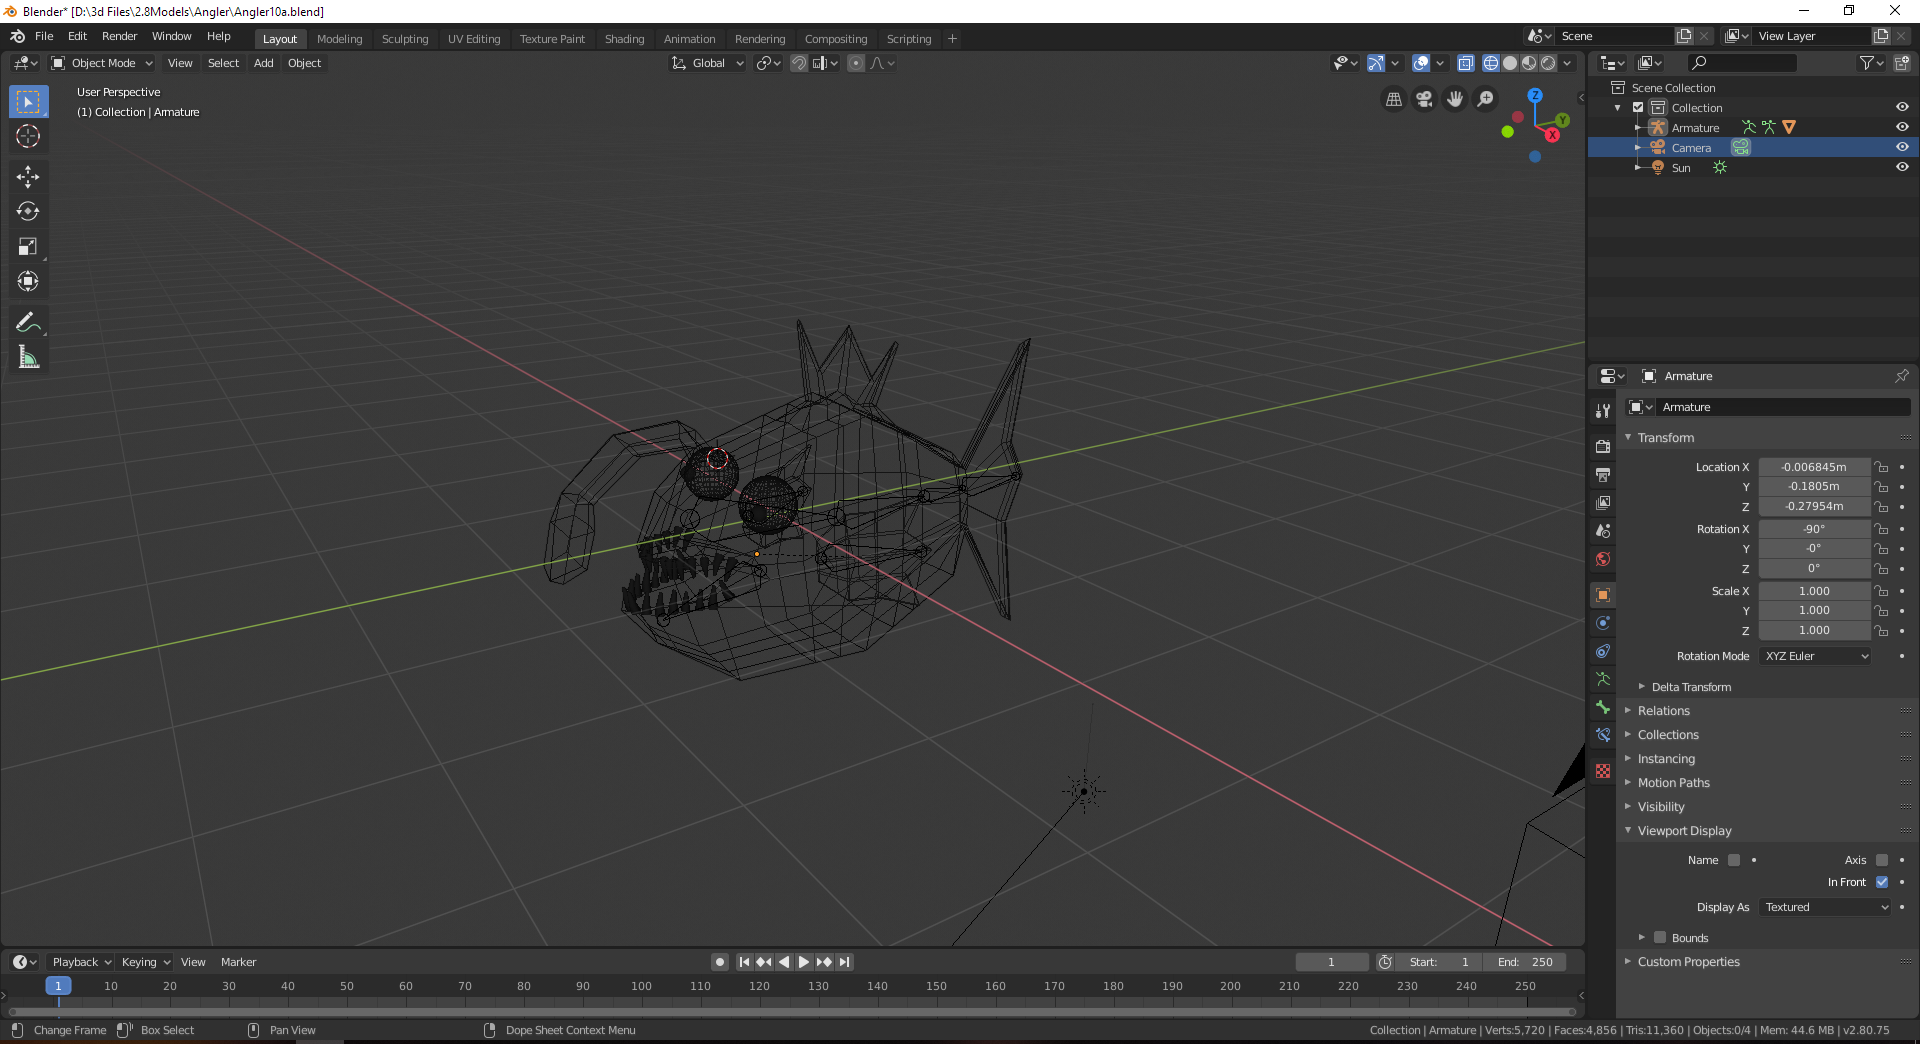 Blender* [D:\3d Files\2.8Models\Angler\Angler10a.blend]
File Edit Render Window Help Layout Modeling Sculpting UV Editing Texture Paint Shading Animation Rendering Compositing Scripting + Scene View Layer
Object Mode View Select Add Object Global
User Perspective
(1) Collection | Armature
Z
Y
X
Scene Collection
Collection
Armature
Camera
Sun
Armature
Armature
Transform
Location X -0.006845m
Y -0.1805m
Z -0.27954m
Rotation X -90°
Y -0°
Z 0°
Scale X 1.000
Y 1.000
Z 1.000
Rotation Mode XYZ Euler
Delta Transform
Relations
Collections
Instancing
Motion Paths
Visibility
Viewport Display
Name Axis
In Front
Display As Textured
Bounds
Custom Properties
Playback Keying View Marker 1 Start: 1 End: 250
1 10 20 30 40 50 60 70 80 90 100 110 120 130 140 150 160 170 180 190 200 210 220 230 240 250
Change Frame Box Select Pan View Dope Sheet Context Menu Collection | Armature | Verts:5,720 | Faces:4,856 | Tris:11,360 | Objects:0/4 | Mem: 44.6 MB | v2.80.75